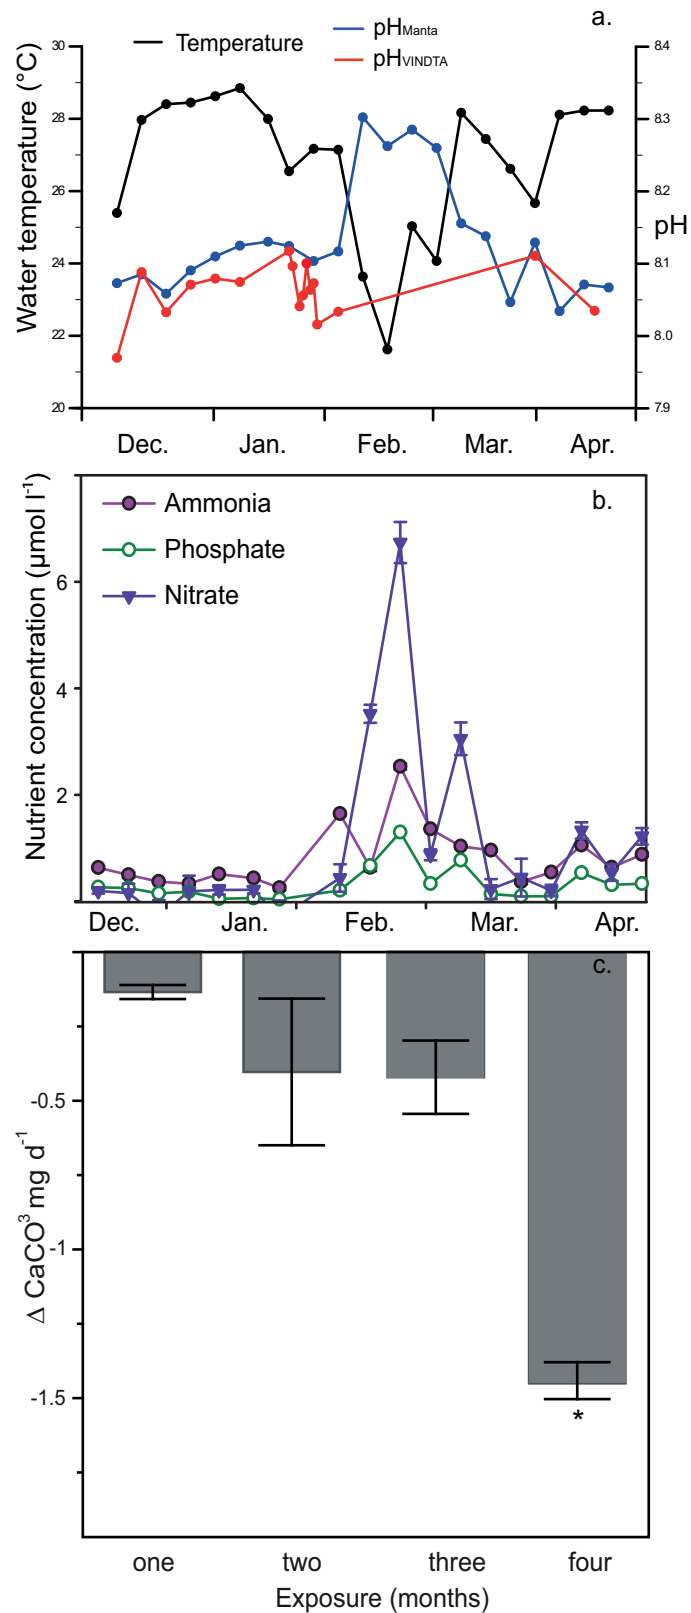 a.
Temperature
pHManta
pHVINDTA
Water temperature (°C)
30
28
26
24
22
20
8.4
8.3
8.2
8.1
8.0
7.9
pH
Dec. Jan. Feb. Mar. Apr.
b.
Ammonia
Phosphate
Nitrate
Nutrient concentration (µmol l⁻¹)
6
4
2
Dec. Jan. Feb. Mar. Apr.
c.
Δ CaCO³ mg d⁻¹
-0.5
-1
-1.5
*
one two three four
Exposure (months)